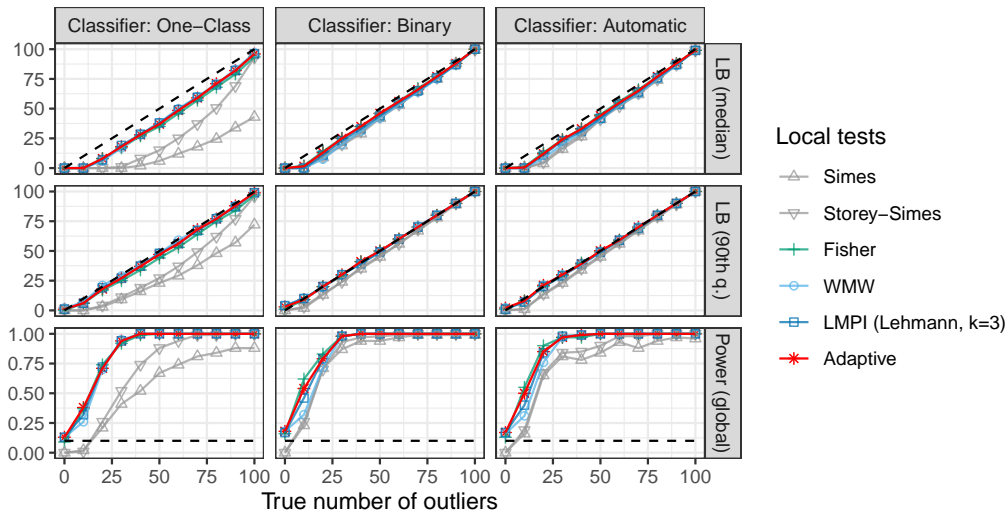 Classifier: One−Class
Classifier: Binary
Classifier: Automatic
100
75
50
25
0
LB (median)
100
75
50
25
0
LB (90th q.)
1.00
0.75
0.50
0.25
0.00
Power (global)
0 25 50 75 100
0 25 50 75 100
0 25 50 75 100
True number of outliers
Local tests
Simes
Storey−Simes
Fisher
WMW
LMPI (Lehmann, k=3)
Adaptive